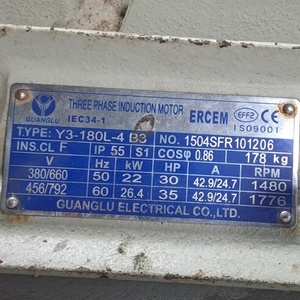 THREE PHASE INDUCTION MOTOR
GUANGLU IEC34-1 ERCEM EFF2 CE ISO9001
TYPE: Y3-180L-4 B3 NO. 1504SFR101206
INS.CL F IP 55 S1 COSφ 0.86 178 kg
V Hz KW HP A RPM
380/660 50 22 30 42.9/24.7 1480
456/792 60 26.4 35 42.9/24.7 1776
GUANGLU ELECTRICAL CO.,LTD.